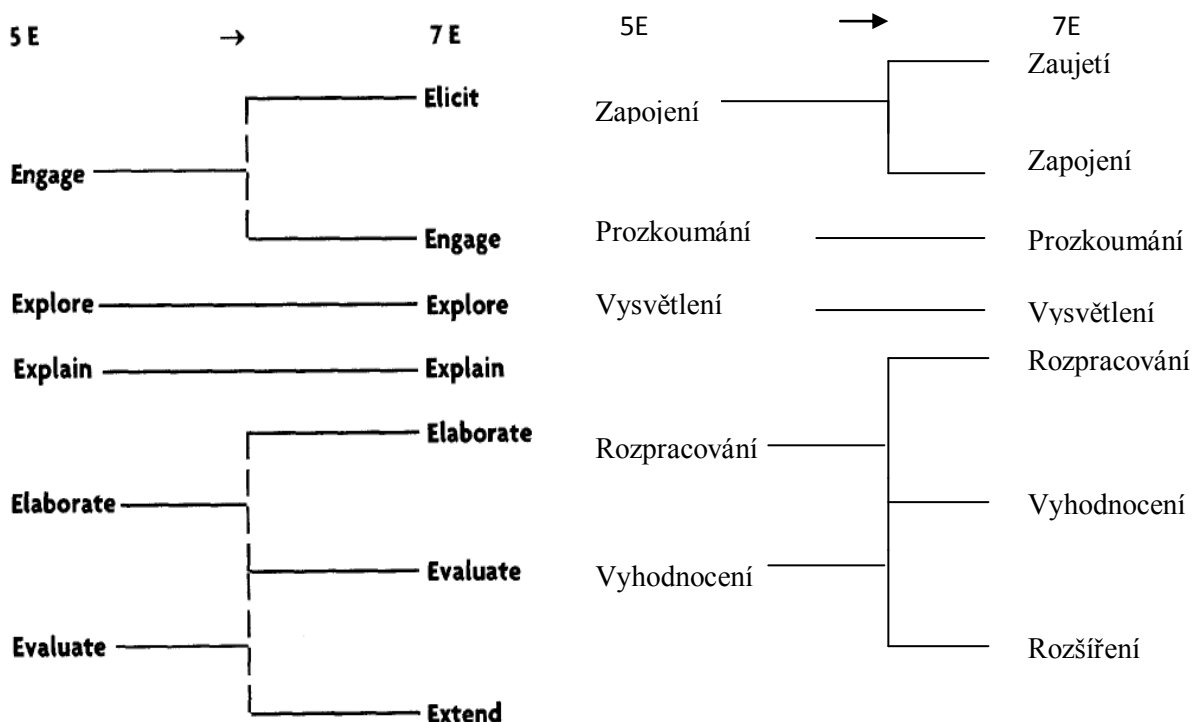 5 E → 7 E
Elicit
Engage
Engage
Explore Explore
Explain Explain
Elaborate
Elaborate
Evaluate
Evaluate
Extend
5E 7E
Zaujetí
Zapojení
Zapojení
Prozkoumání Prozkoumání
Vysvětlení Vysvětlení
Rozpracování
Rozpracování
Vyhodnocení
Vyhodnocení
Rozšíření